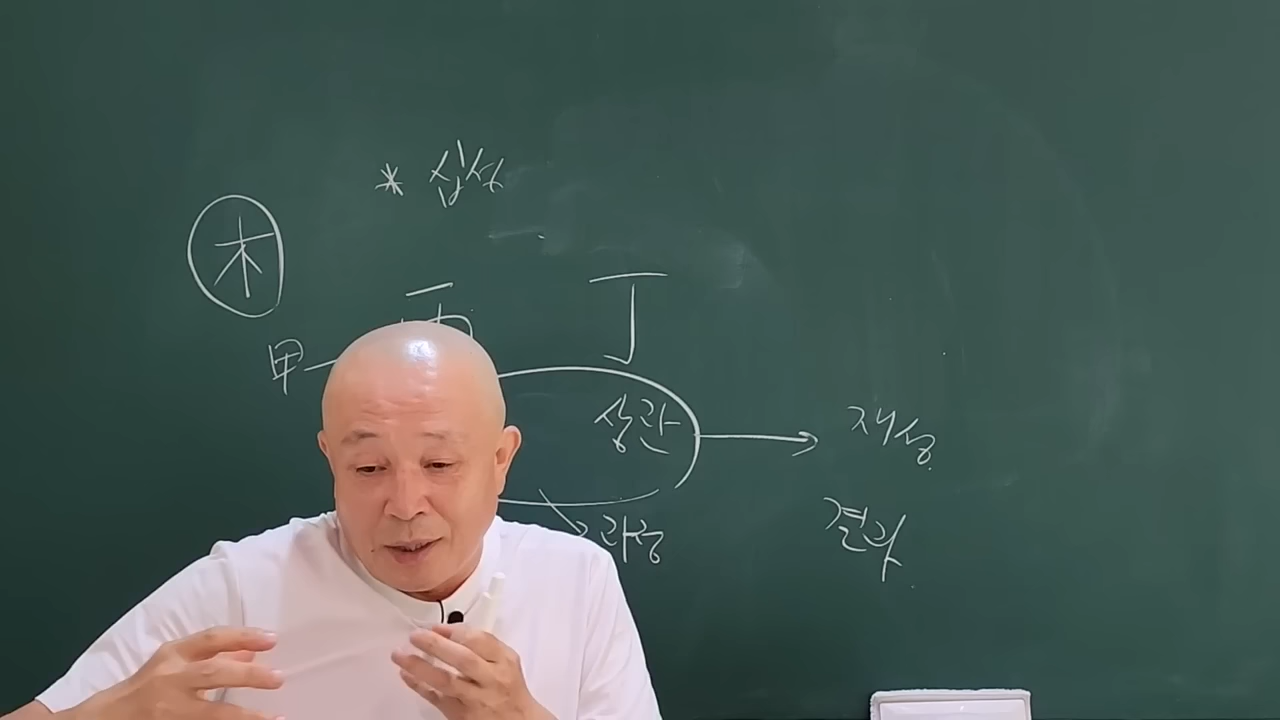 * 십성
木
丙 丁
甲
상관 → 재성
과정 결과